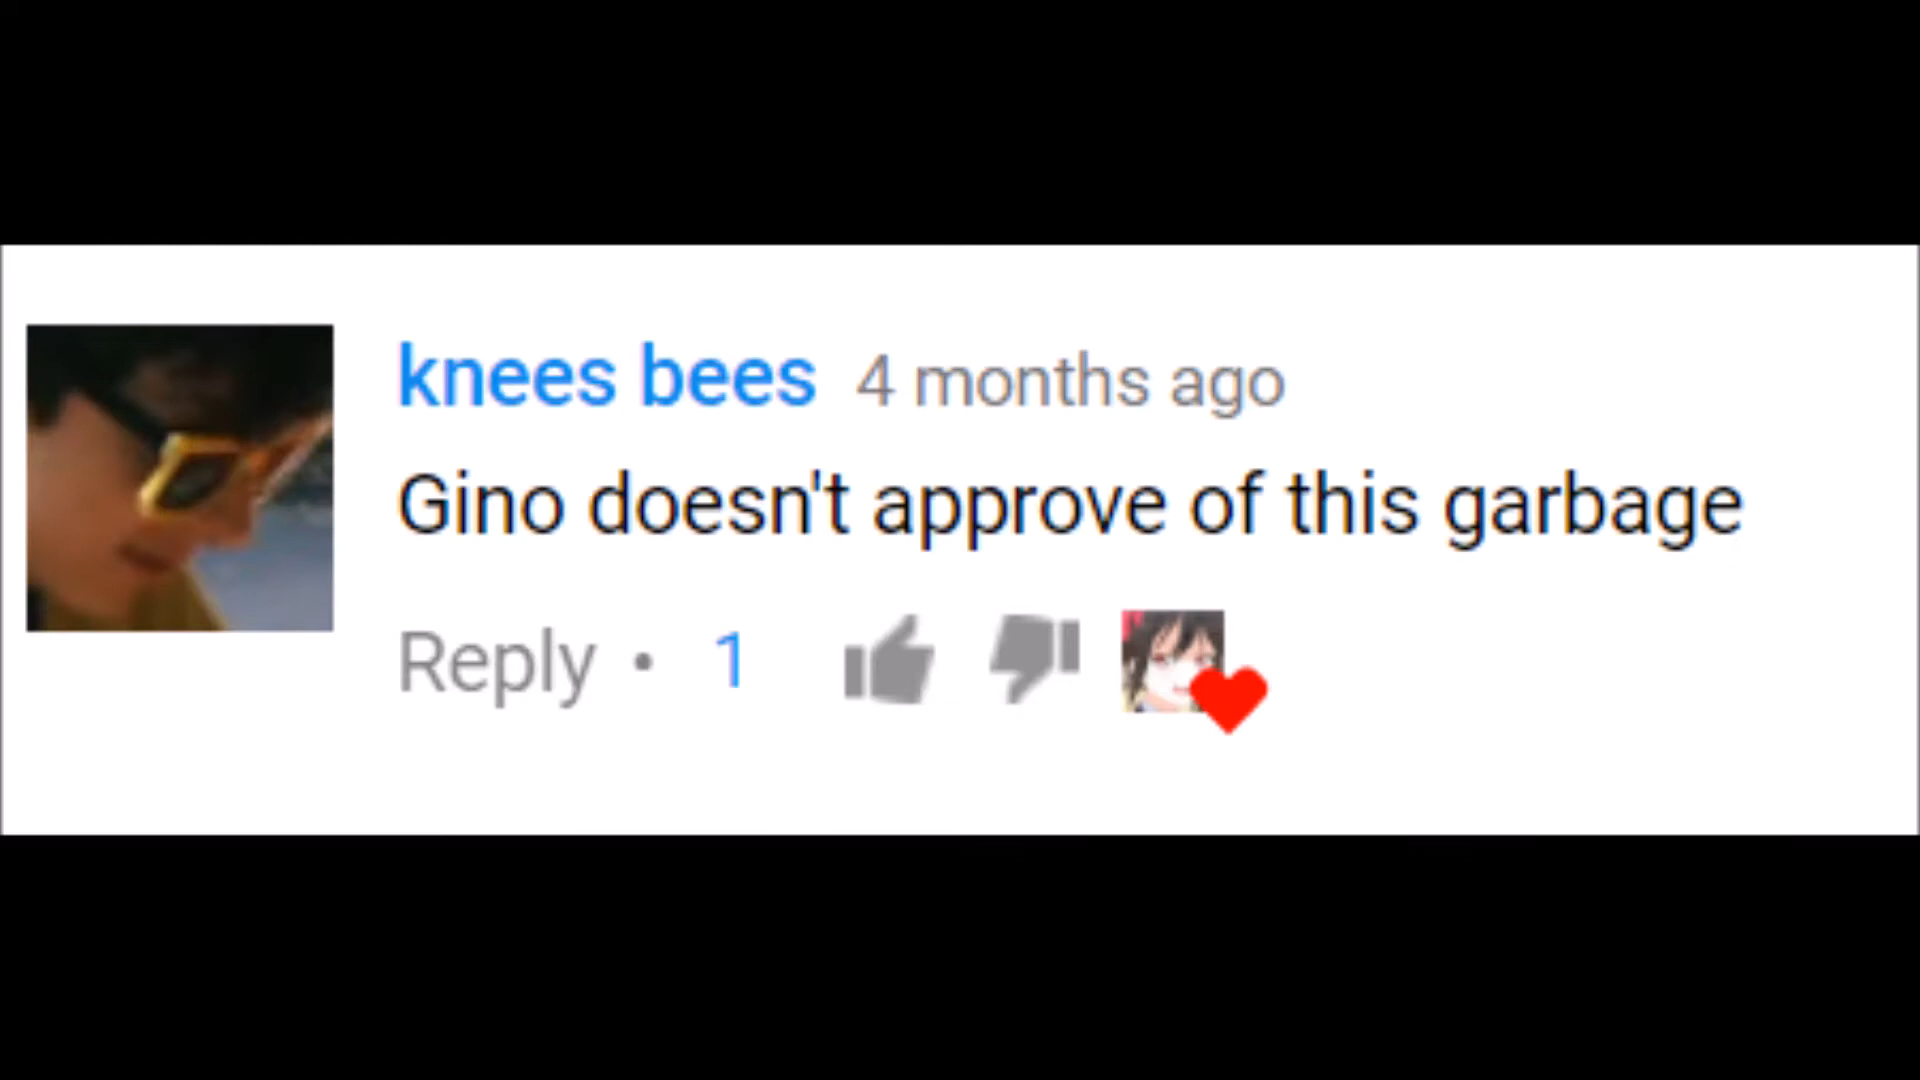 knees bees 4 months ago
Gino doesn't approve of this garbage
Reply • 1